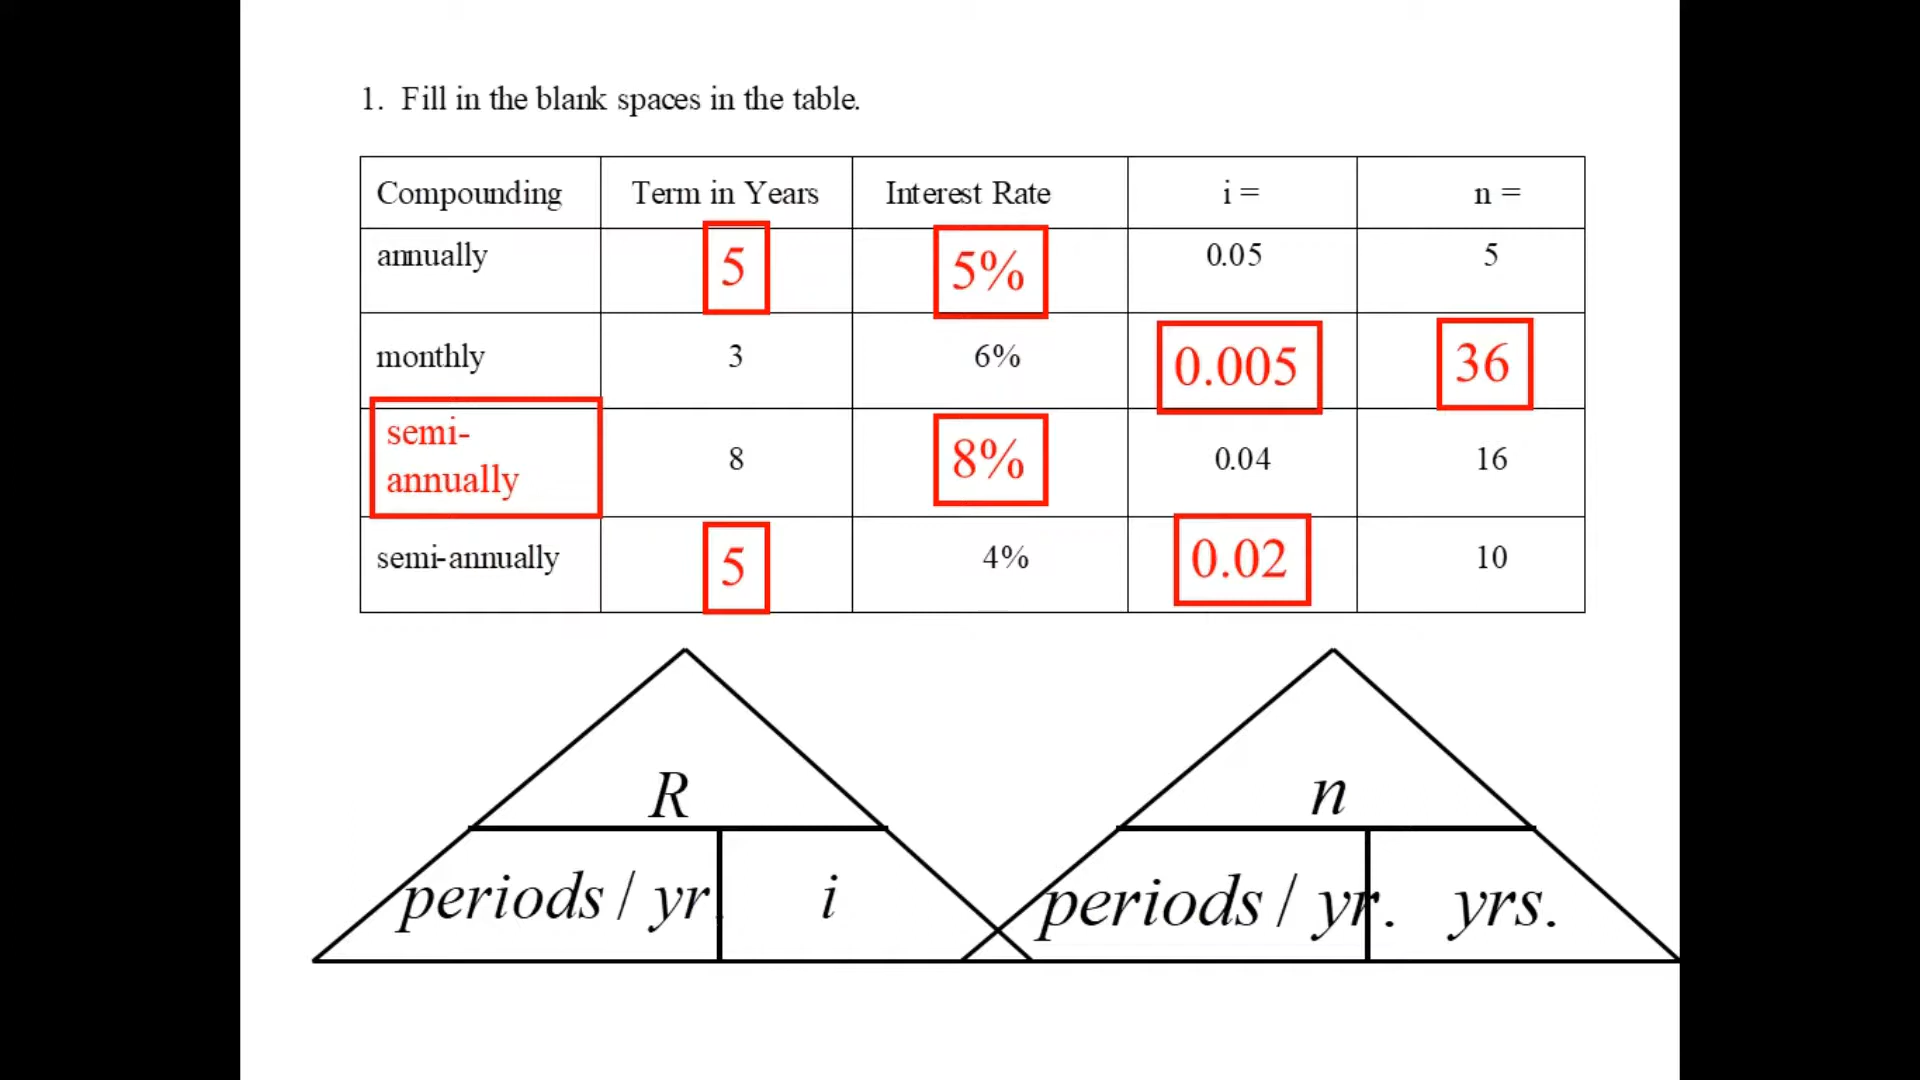 1. Fill in the blank spaces in the table.
Compounding Term in Years Interest Rate i = n =
annually 5 5% 0.05 5
monthly 3 6% 0.005 36
semi-
annually 8 8% 0.04 16
semi-annually 5 4% 0.02 10
R
periods / yr. i
n
periods / yr. yrs.